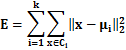 E = ∑_{i=1}^{k} ∑_{x∈C_i} ‖x − μ_i‖_2^2